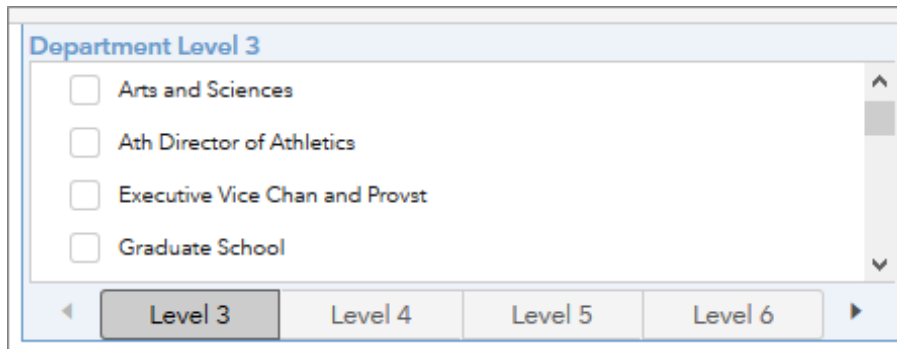 Department Level 3
Arts and Sciences
Ath Director of Athletics
Executive Vice Chan and Provst
Graduate School
Level 3 Level 4 Level 5 Level 6